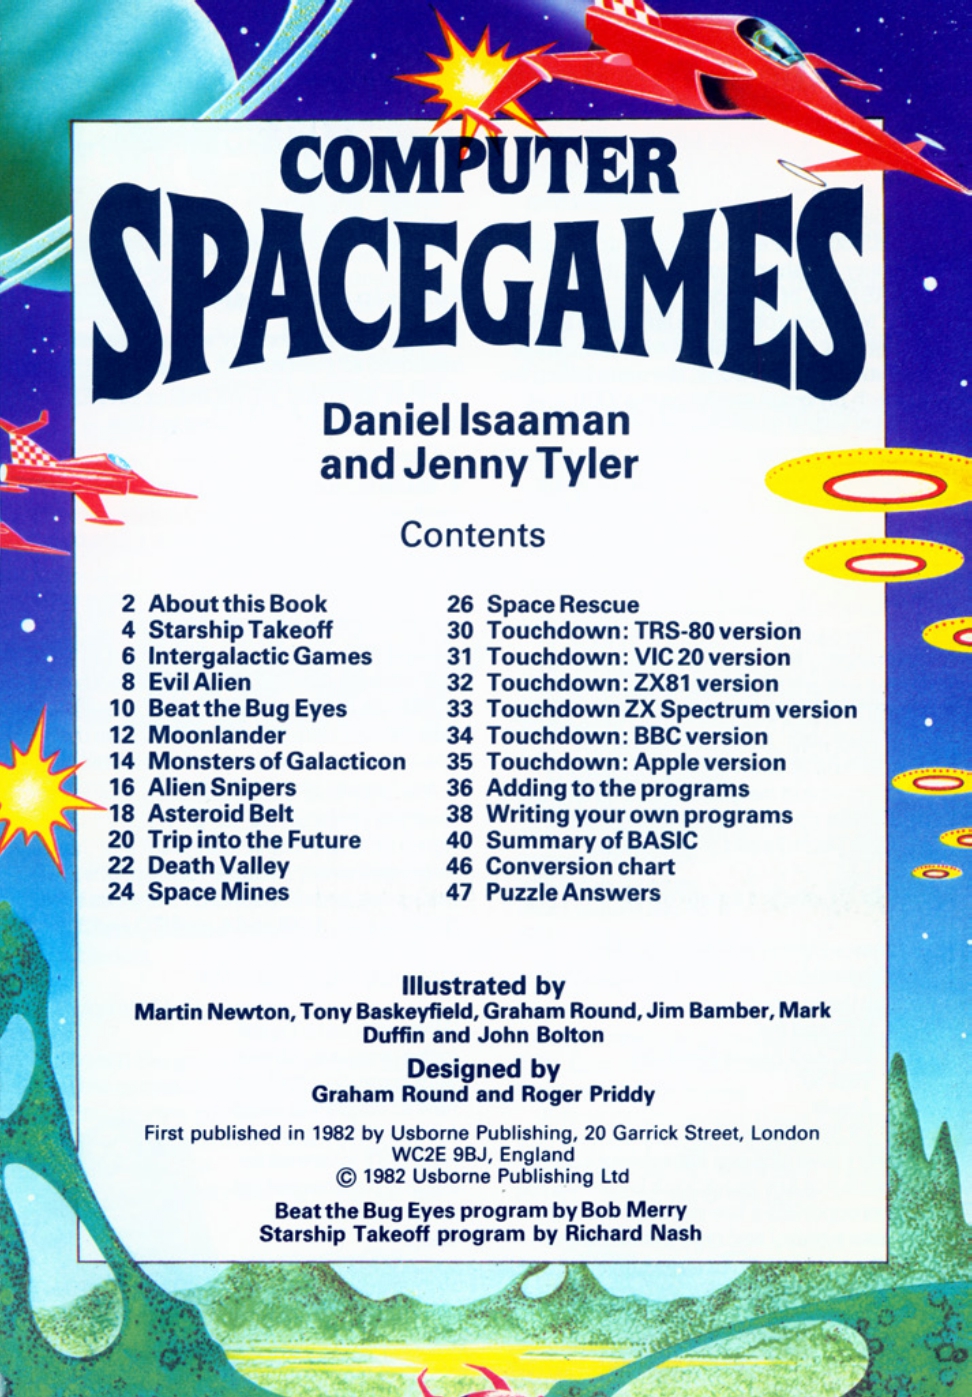 COMPUTER
SPACEGAMES
Daniel Isaaman
and Jenny Tyler
Contents
2 About this Book
4 Starship Takeoff
6 Intergalactic Games
8 Evil Alien
10 Beat the Bug Eyes
12 Moonlander
14 Monsters of Galacticon
16 Alien Snipers
18 Asteroid Belt
20 Trip into the Future
22 Death Valley
24 Space Mines
26 Space Rescue
30 Touchdown: TRS-80 version
31 Touchdown: VIC 20 version
32 Touchdown: ZX81 version
33 Touchdown ZX Spectrum version
34 Touchdown: BBC version
35 Touchdown: Apple version
36 Adding to the programs
38 Writing your own programs
40 Summary of BASIC
46 Conversion chart
47 Puzzle Answers
Illustrated by
Martin Newton, Tony Baskeyfield, Graham Round, Jim Bamber, Mark
Duffin and John Bolton
Designed by
Graham Round and Roger Priddy
First published in 1982 by Usborne Publishing, 20 Garrick Street, London
WC2E 9BJ, England
© 1982 Usborne Publishing Ltd
Beat the Bug Eyes program by Bob Merry
Starship Takeoff program by Richard Nash